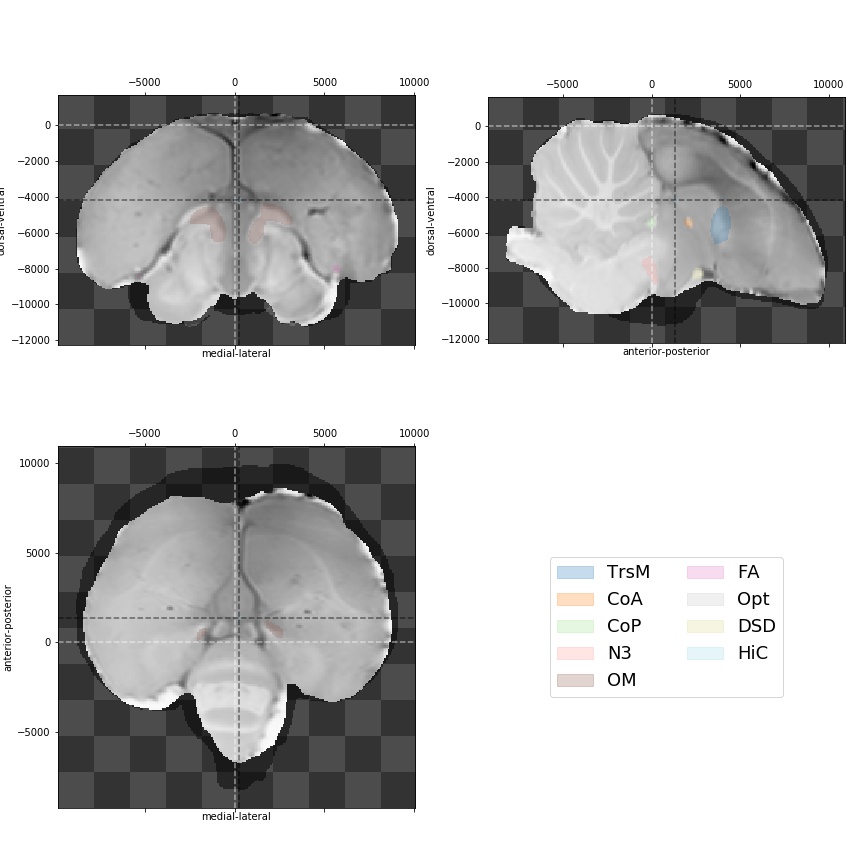 −5000 0 5000 10000
−5000 0 5000 10000
0
−2000
−4000
−6000
−8000
−10000
−12000
dorsal-ventral
medial-lateral
0
−2000
−4000
−6000
−8000
−10000
−12000
dorsal-ventral
anterior-posterior
−5000 0 5000 10000
10000
5000
0
−5000
anterior-posterior
medial-lateral
TrsM FA
CoA Opt
CoP DSD
N3 HiC
OM